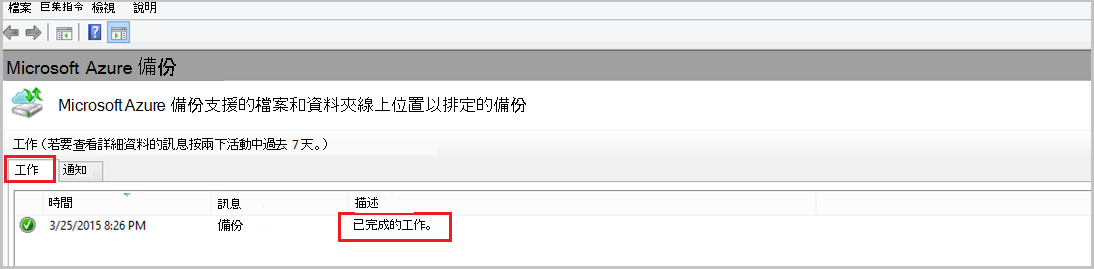 檔案 巨集指令 檢視 說明
Microsoft Azure 備份
Microsoft Azure 備份支援的檔案和資料夾線上位置以排定的備份
工作 (若要查看詳細資料的訊息按兩下活動中過去 7 天。)
工作 通知
時間 訊息 描述
3/25/2015 8:26 PM 備份 已完成的工作。